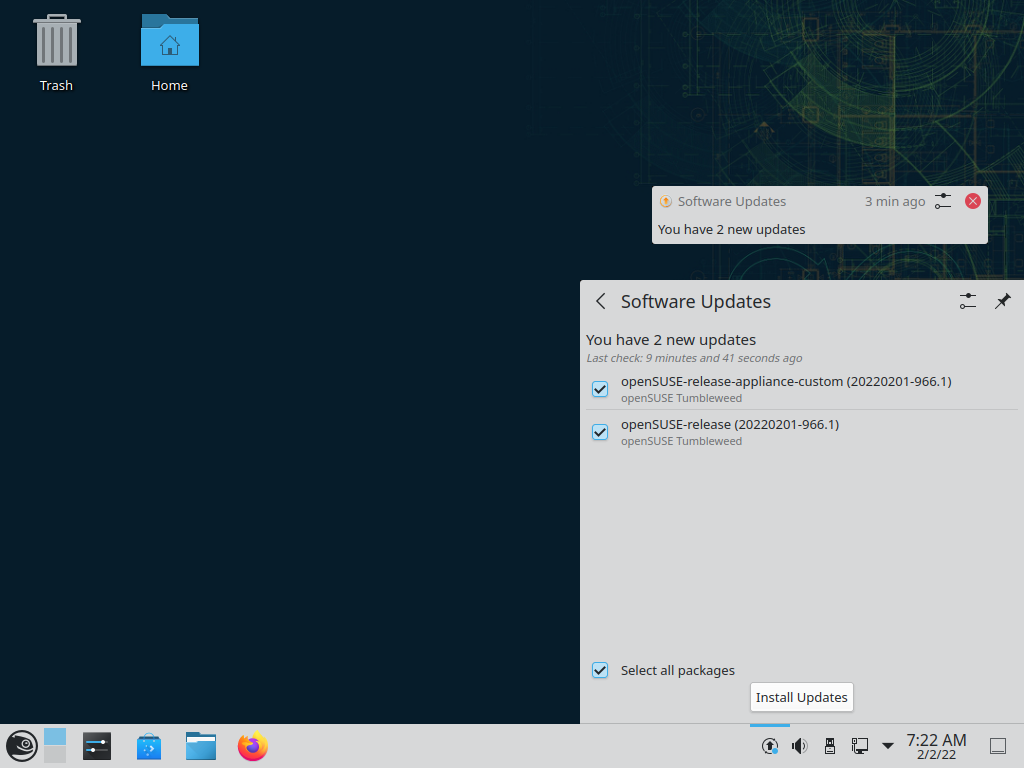 Trash
Home
Software Updates
3 min ago
You have 2 new updates
Software Updates
You have 2 new updates
Last check: 9 minutes and 41 seconds ago
openSUSE-release-appliance-custom (20220201-966.1)
openSUSE Tumbleweed
openSUSE-release (20220201-966.1)
openSUSE Tumbleweed
Select all packages
Install Updates
7:22 AM
2/2/22